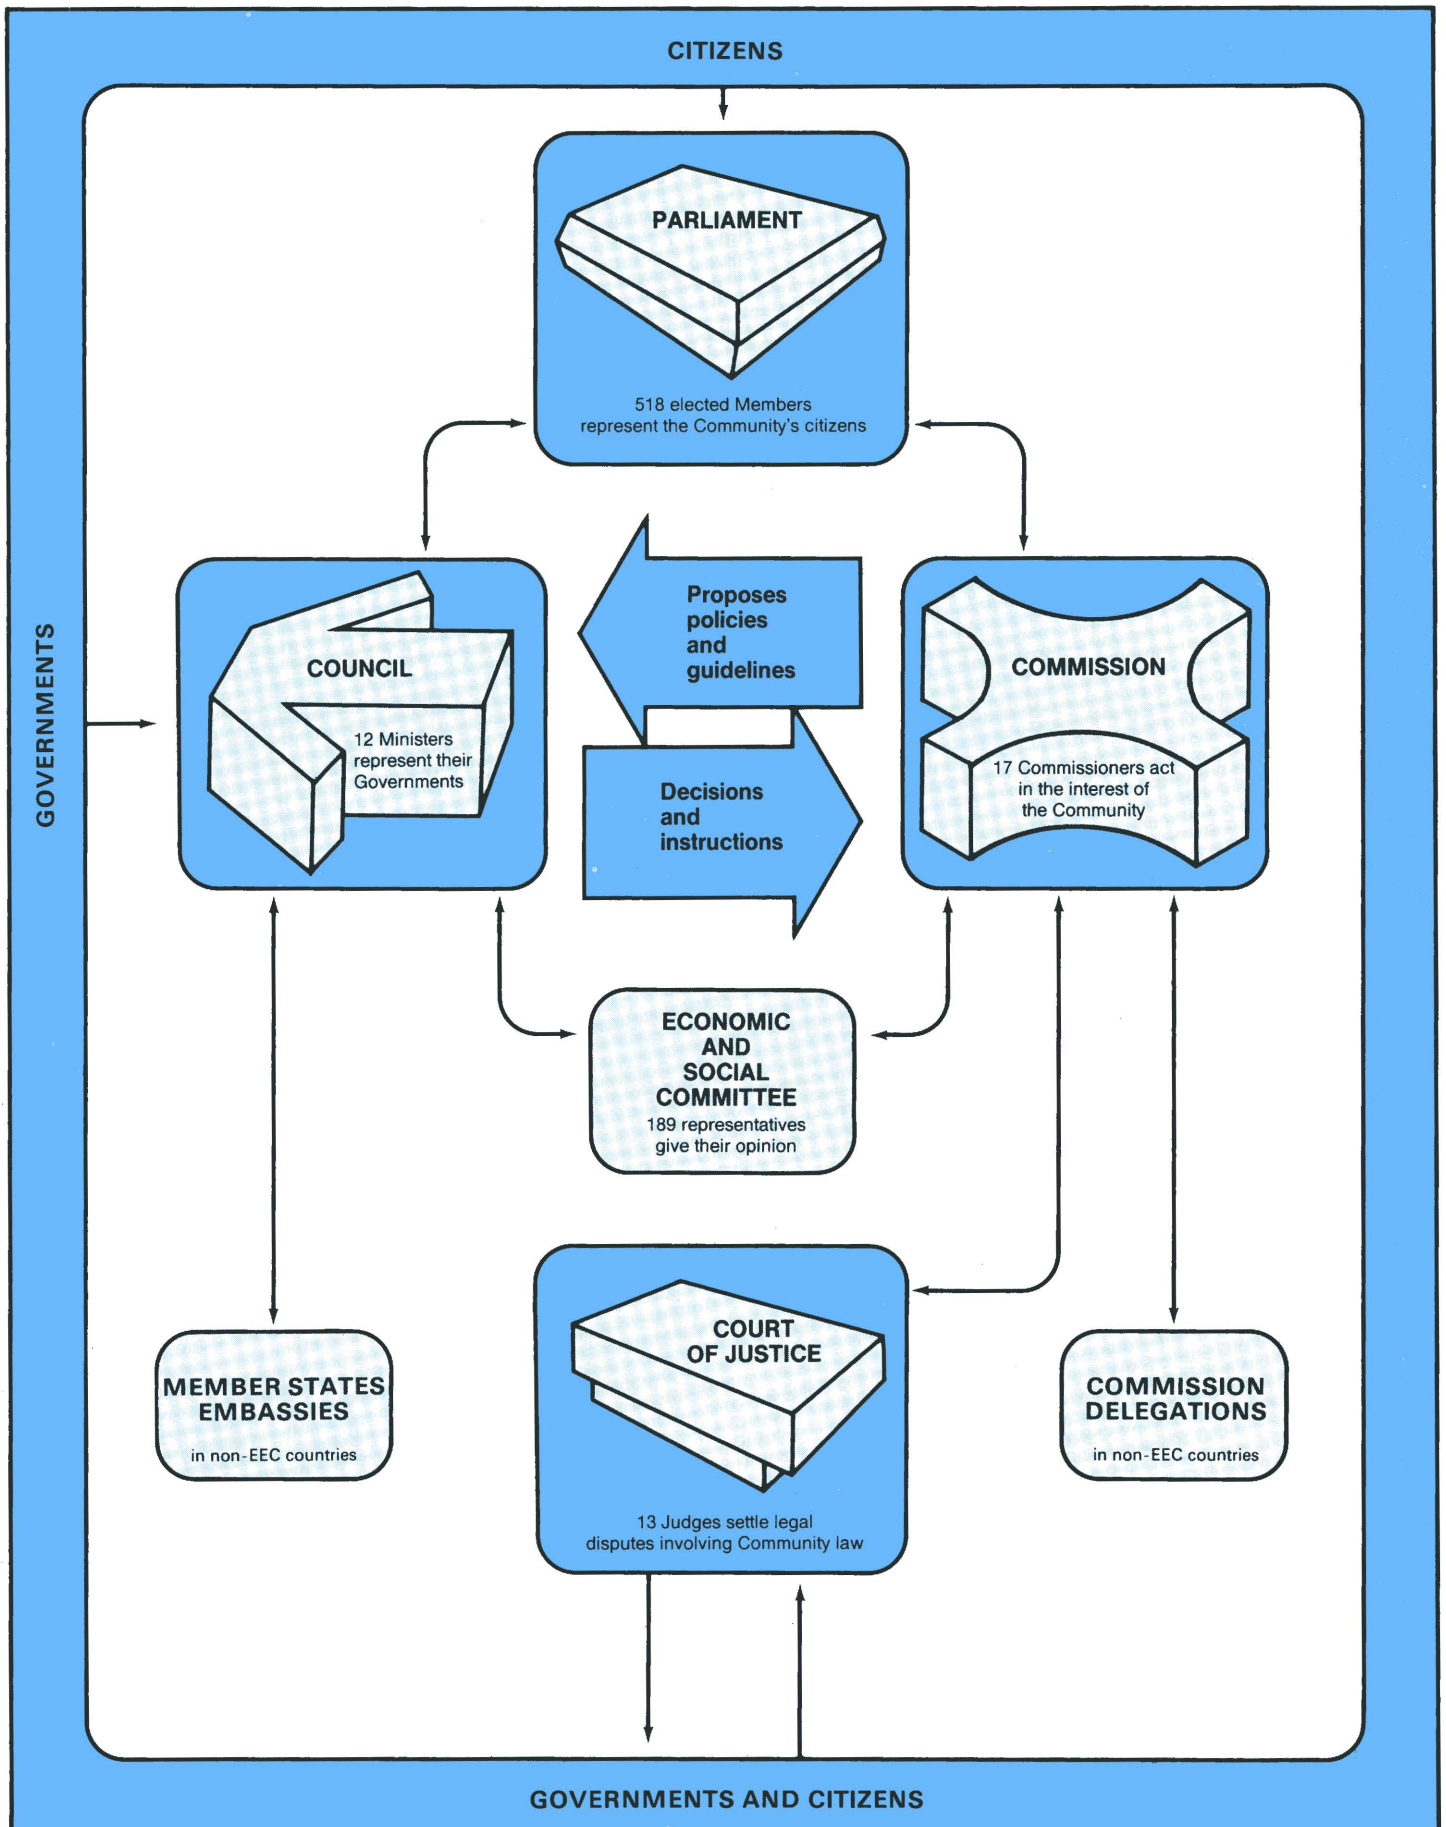 CITIZENS
PARLIAMENT
518 elected Members
represent the Community's citizens
GOVERNMENTS
COUNCIL
12 Ministers
represent their
Governments
Proposes
policies
and
guidelines
Decisions
and
instructions
COMMISSION
17 Commissioners act
in the interest of
the Community
ECONOMIC
AND
SOCIAL
COMMITTEE
189 representatives
give their opinion
MEMBER STATES
EMBASSIES
in non-EEC countries
COURT
OF JUSTICE
13 Judges settle legal
disputes involving Community law
COMMISSION
DELEGATIONS
in non-EEC countries
GOVERNMENTS AND CITIZENS